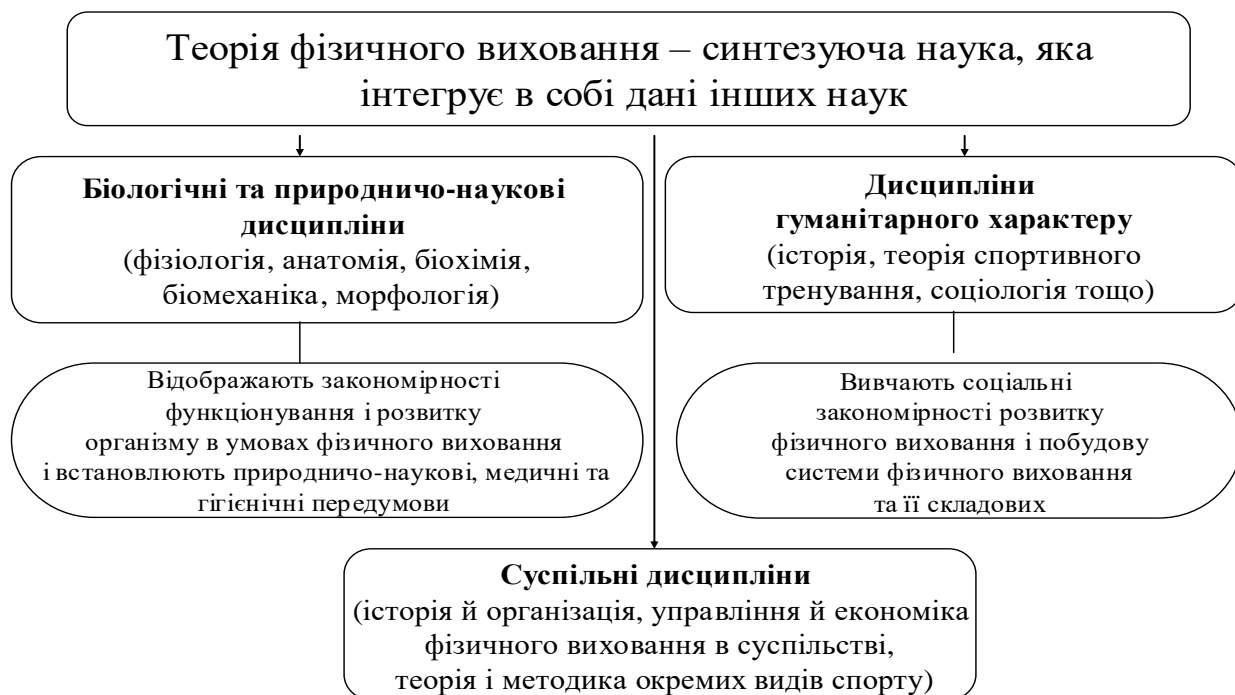 Теорія фізичного виховання – синтезуюча наука, яка
інтегрує в собі дані інших наук
Біологічні та природничо-наукові
дисципліни
(фізіологія, анатомія, біохімія,
біомеханіка, морфологія)
Дисципліни
гуманітарного характеру
(історія, теорія спортивного
тренування, соціологія тощо)
Відображають закономірності
функціонування і розвитку
організму в умовах фізичного виховання
і встановлюють природничо-наукові, медичні та
гігієнічні передумови
Вивчають соціальні
закономірності розвитку
фізичного виховання і побудову
системи фізичного виховання
та її складових
Суспільні дисципліни
(історія й організація, управління й економіка
фізичного виховання в суспільстві,
теорія і методика окремих видів спорту)